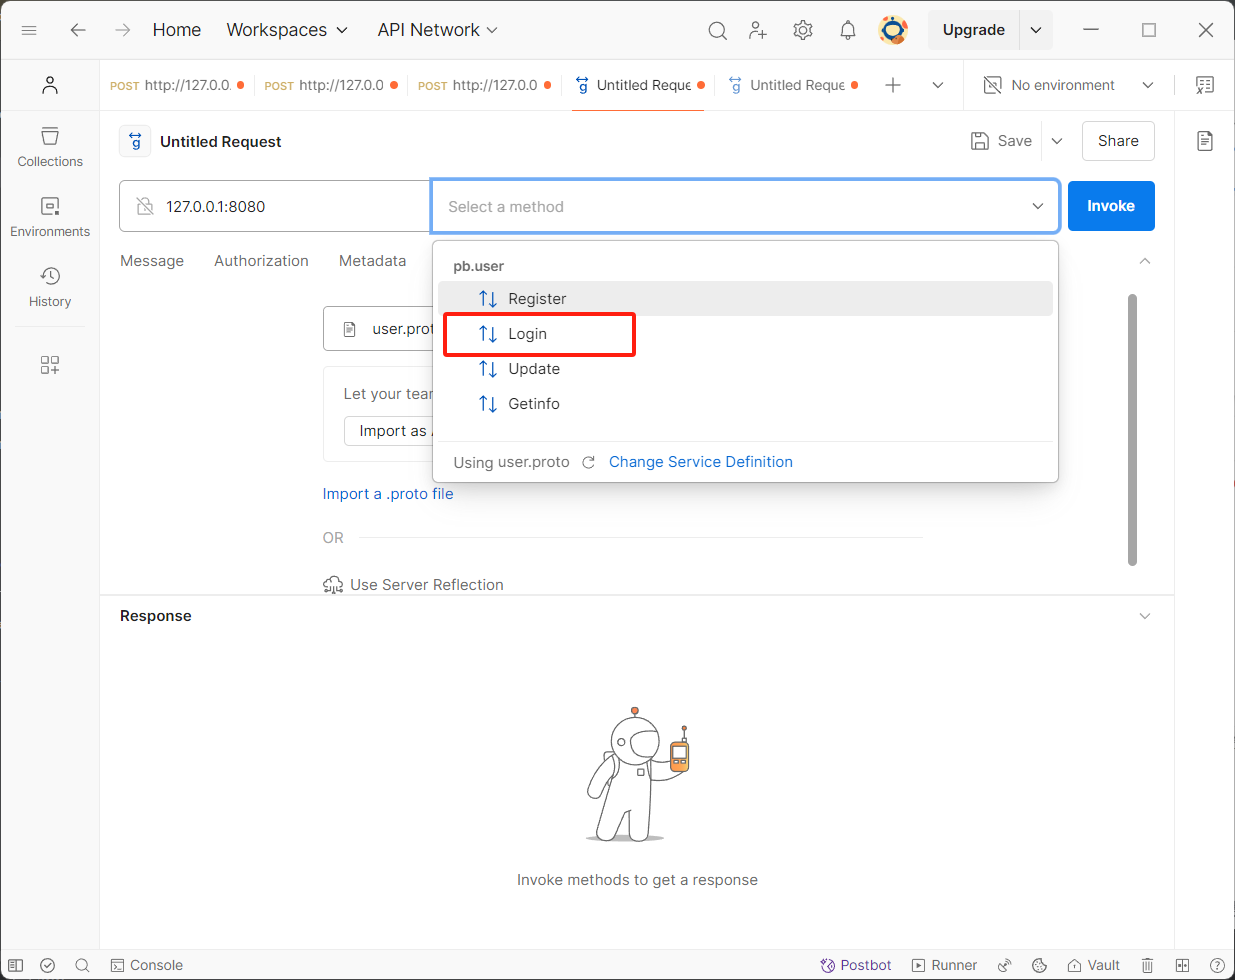 Home Workspaces API Network Upgrade
POST http://127.0.0. POST http://127.0.0 POST http://127.0.0 Untitled Reque Untitled Reque No environment
Untitled Request Save Share
127.0.0.1:8080 Select a method Invoke
Collections
Environments
History
Message Authorization Metadata
pb.user
Register
Login
Update
Getinfo
Using user.proto Change Service Definition
user.prot
Let your tear
Import as
Import a .proto file
OR
Use Server Reflection
Response
Invoke methods to get a response
Console Postbot Runner Vault